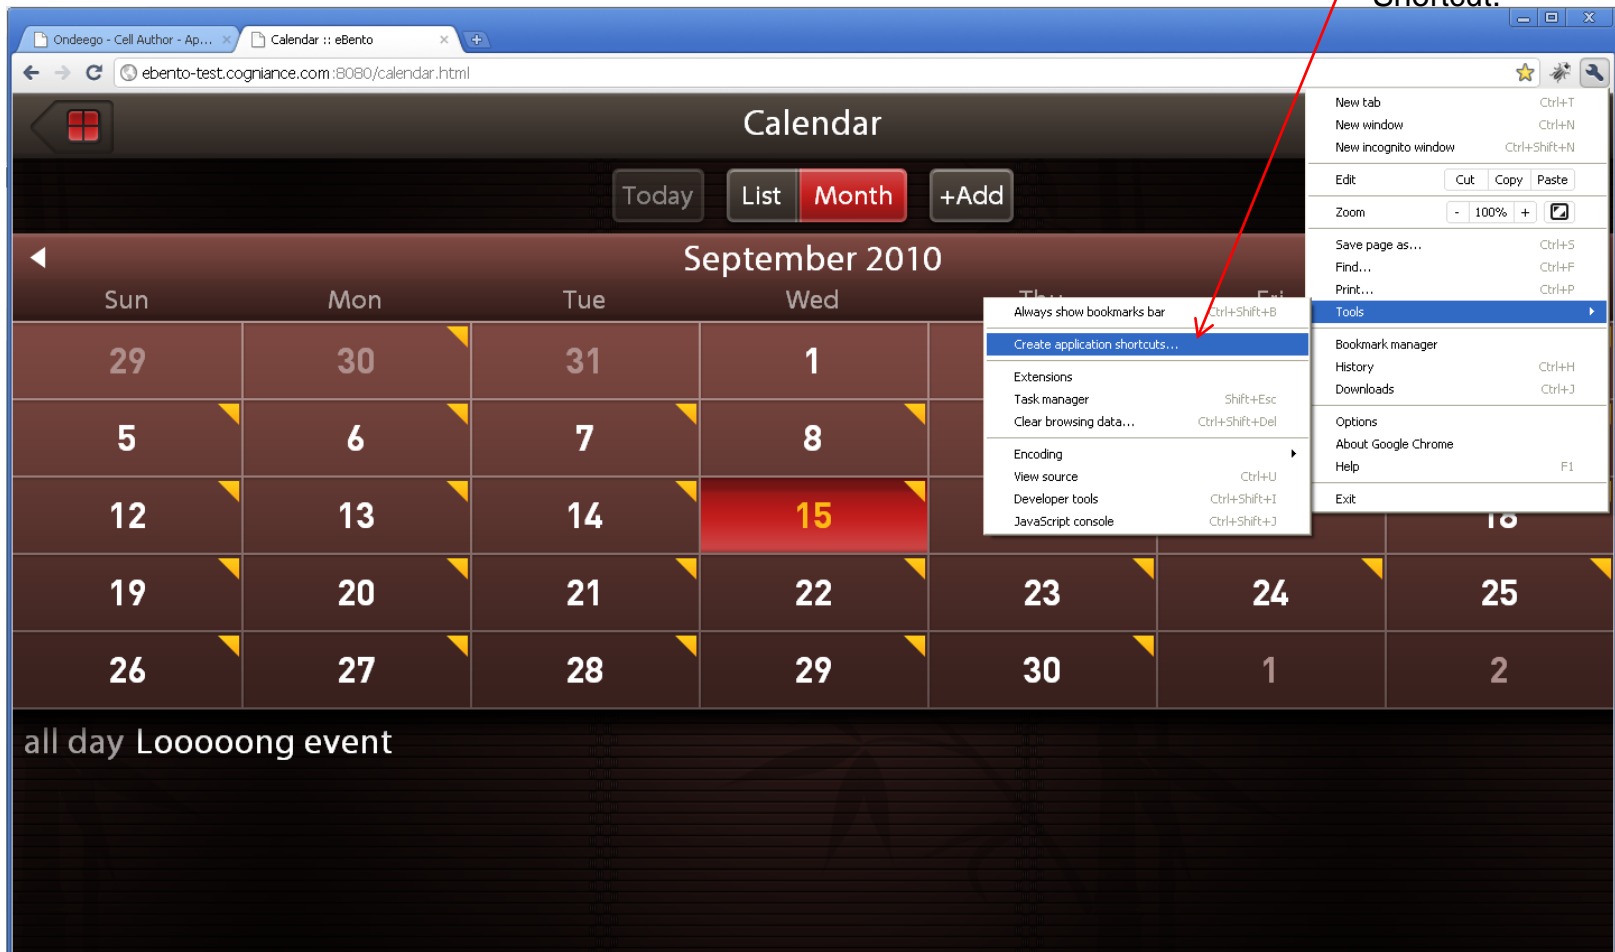 Shortcut.
Ondeego - Cell Author - Ap...
Calendar :: eBento
ebento-test.cogniance.com:8080/calendar.html
Calendar
Today List Month +Add
September 2010
Sun Mon Tue Wed Thu Fri
29 30 31 1
5 6 7 8
12 13 14 15 18
19 20 21 22 23 24 25
26 27 28 29 30 1 2
all day Looooong event
New tab Ctrl+T
New window Ctrl+N
New incognito window Ctrl+Shift+N
Edit Cut Copy Paste
Zoom - 100% +
Save page as... Ctrl+S
Find... Ctrl+F
Print... Ctrl+P
Tools
Bookmark manager
History Ctrl+H
Downloads Ctrl+J
Options
About Google Chrome
Help F1
Exit
Always show bookmarks bar Ctrl+Shift+B
Create application shortcuts...
Extensions
Task manager Shift+Esc
Clear browsing data... Ctrl+Shift+Del
Encoding
View source Ctrl+U
Developer tools Ctrl+Shift+I
JavaScript console Ctrl+Shift+J